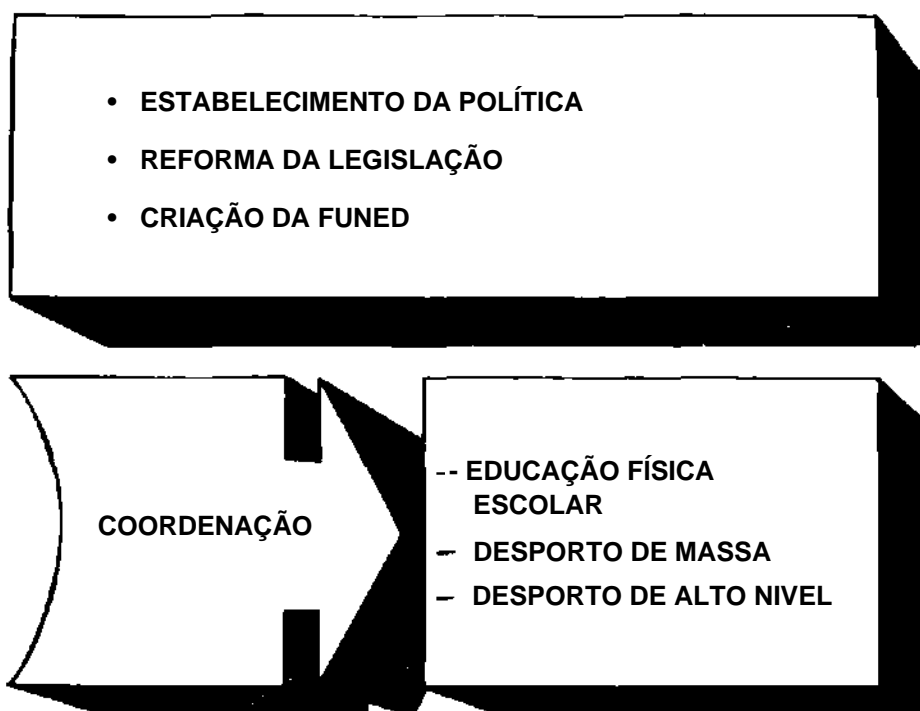 • ESTABELECIMENTO DA POLÍTICA
• REFORMA DA LEGISLAÇÃO
• CRIAÇÃO DA FUNED
COORDENAÇÃO
-- EDUCAÇÃO FÍSICA
ESCOLAR
– DESPORTO DE MASSA
– DESPORTO DE ALTO NIVEL